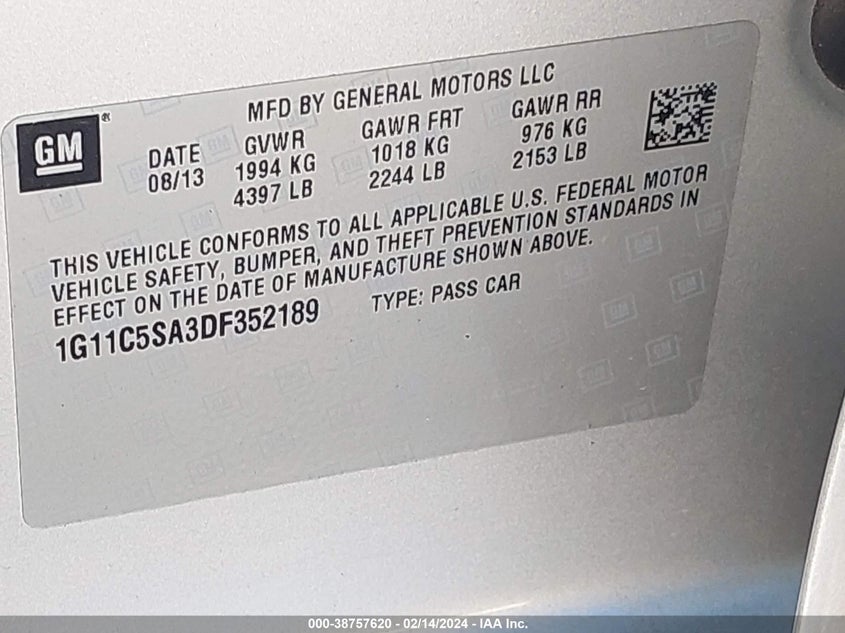 MFD BY GENERAL MOTORS LLC
GM ®
DATE GVWR GAWR FRT GAWR RR
08/13 1994 KG 1018 KG 976 KG
4397 LB 2244 LB 2153 LB
THIS VEHICLE CONFORMS TO ALL APPLICABLE U.S. FEDERAL MOTOR
VEHICLE SAFETY, BUMPER, AND THEFT PREVENTION STANDARDS IN
EFFECT ON THE DATE OF MANUFACTURE SHOWN ABOVE.
1G11C5SA3DF352189 TYPE: PASS CAR
000-38757620 - 02/14/2024 - IAA Inc.